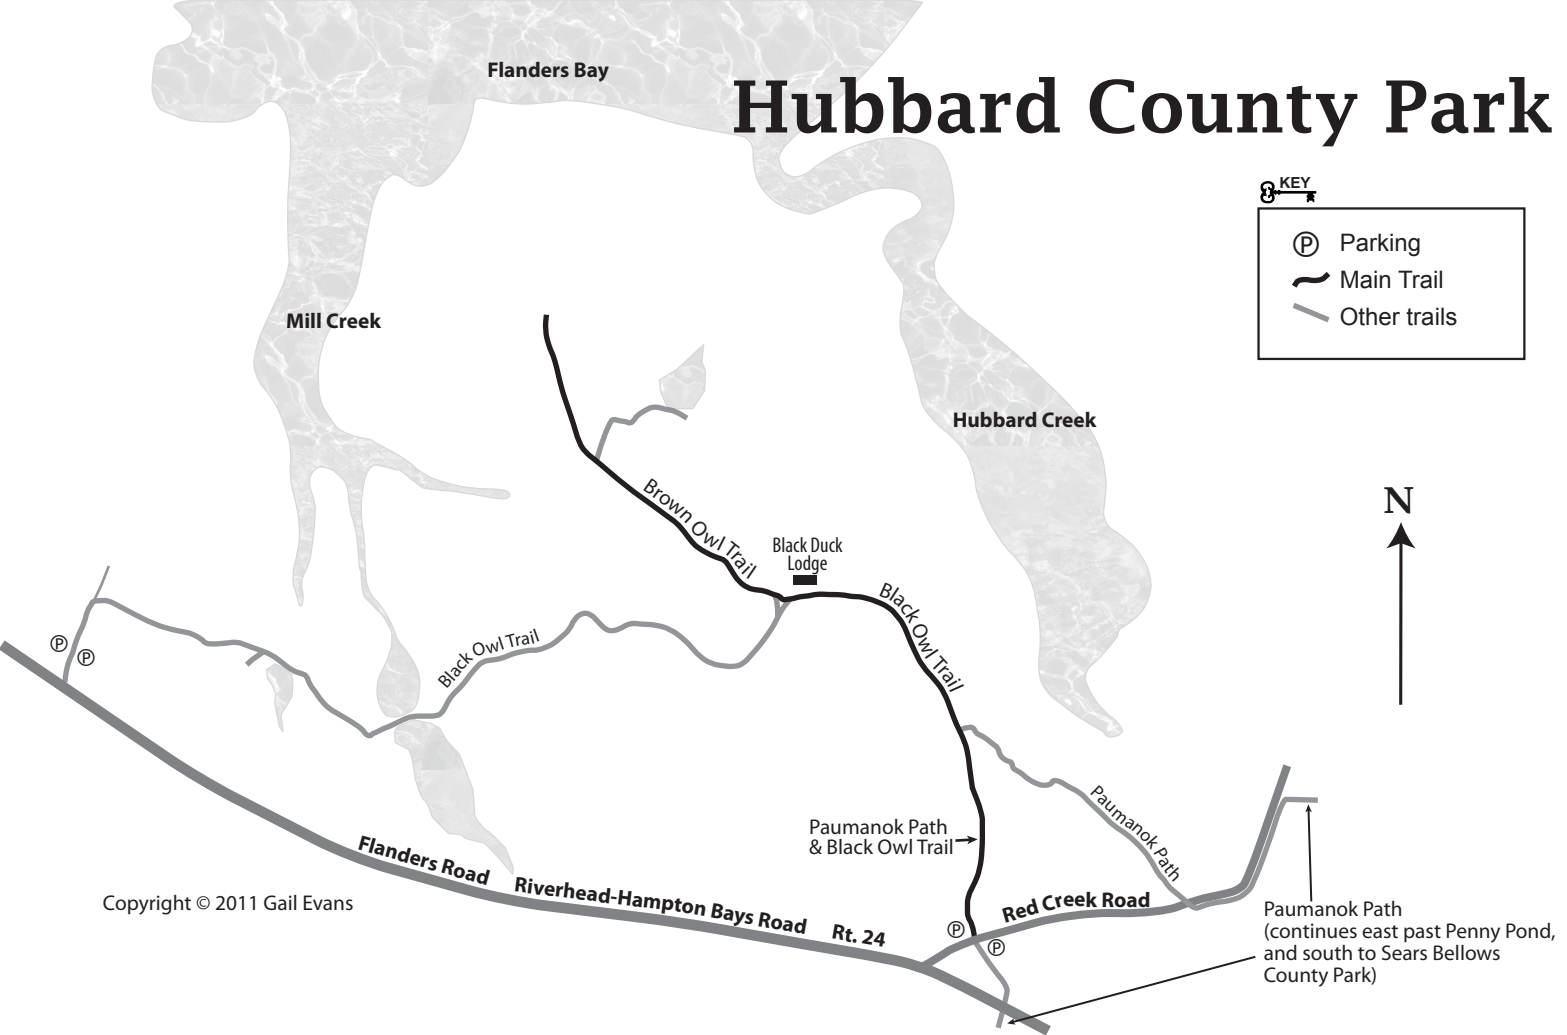 Flanders Bay
Hubbard County Park
KEY
Ⓟ Parking
Main Trail
Other trails
Mill Creek
Hubbard Creek
N
Brown Owl Trail
Black Duck
Lodge
Black Owl Trail
Black Owl Trail
Ⓟ
Ⓟ
Paumanok Path
Paumanok Path
& Black Owl Trail
Flanders Road
Riverhead-Hampton Bays Road
Rt. 24
Red Creek Road
Ⓟ
Ⓟ
Copyright © 2011 Gail Evans
Paumanok Path
(continues east past Penny Pond,
and south to Sears Bellows
County Park)